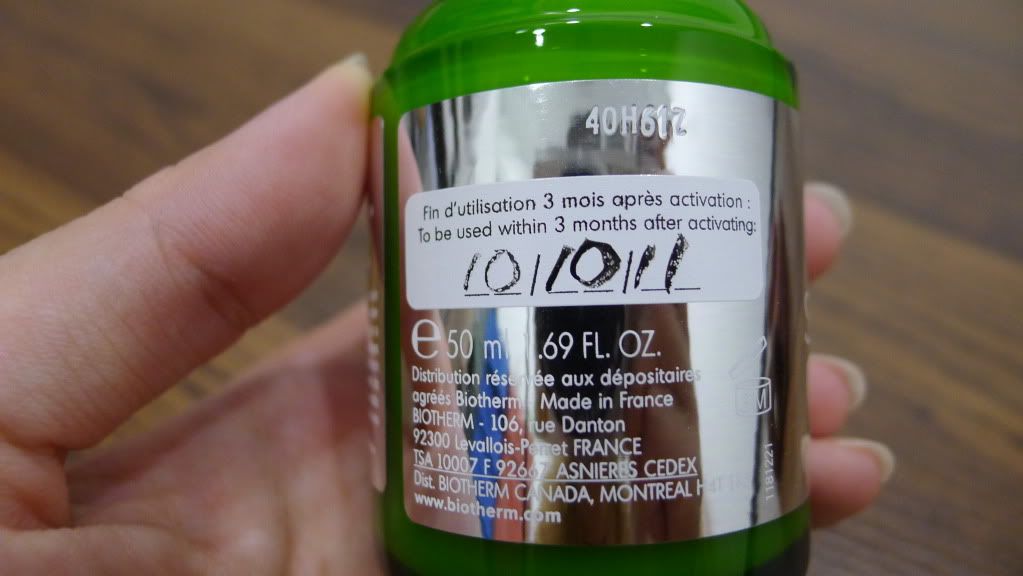 40H617
Fin d'utilisation 3 mois après activation :
To be used within 3 months after activating:
10/10/11
e 50 ml 1.69 FL. OZ.
Distribution réservée aux dépositaires
agréés Biotherm - Made in France
BIOTHERM - 106, rue Danton
92300 Levallois-Perret FRANCE
TSA 10007 F 92667 ASNIERES CEDEX
Dist. BIOTHERM CANADA, MONTREAL H4T
www.biotherm.com
1181221